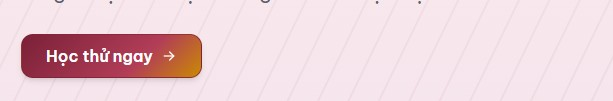 Học thử ngay →